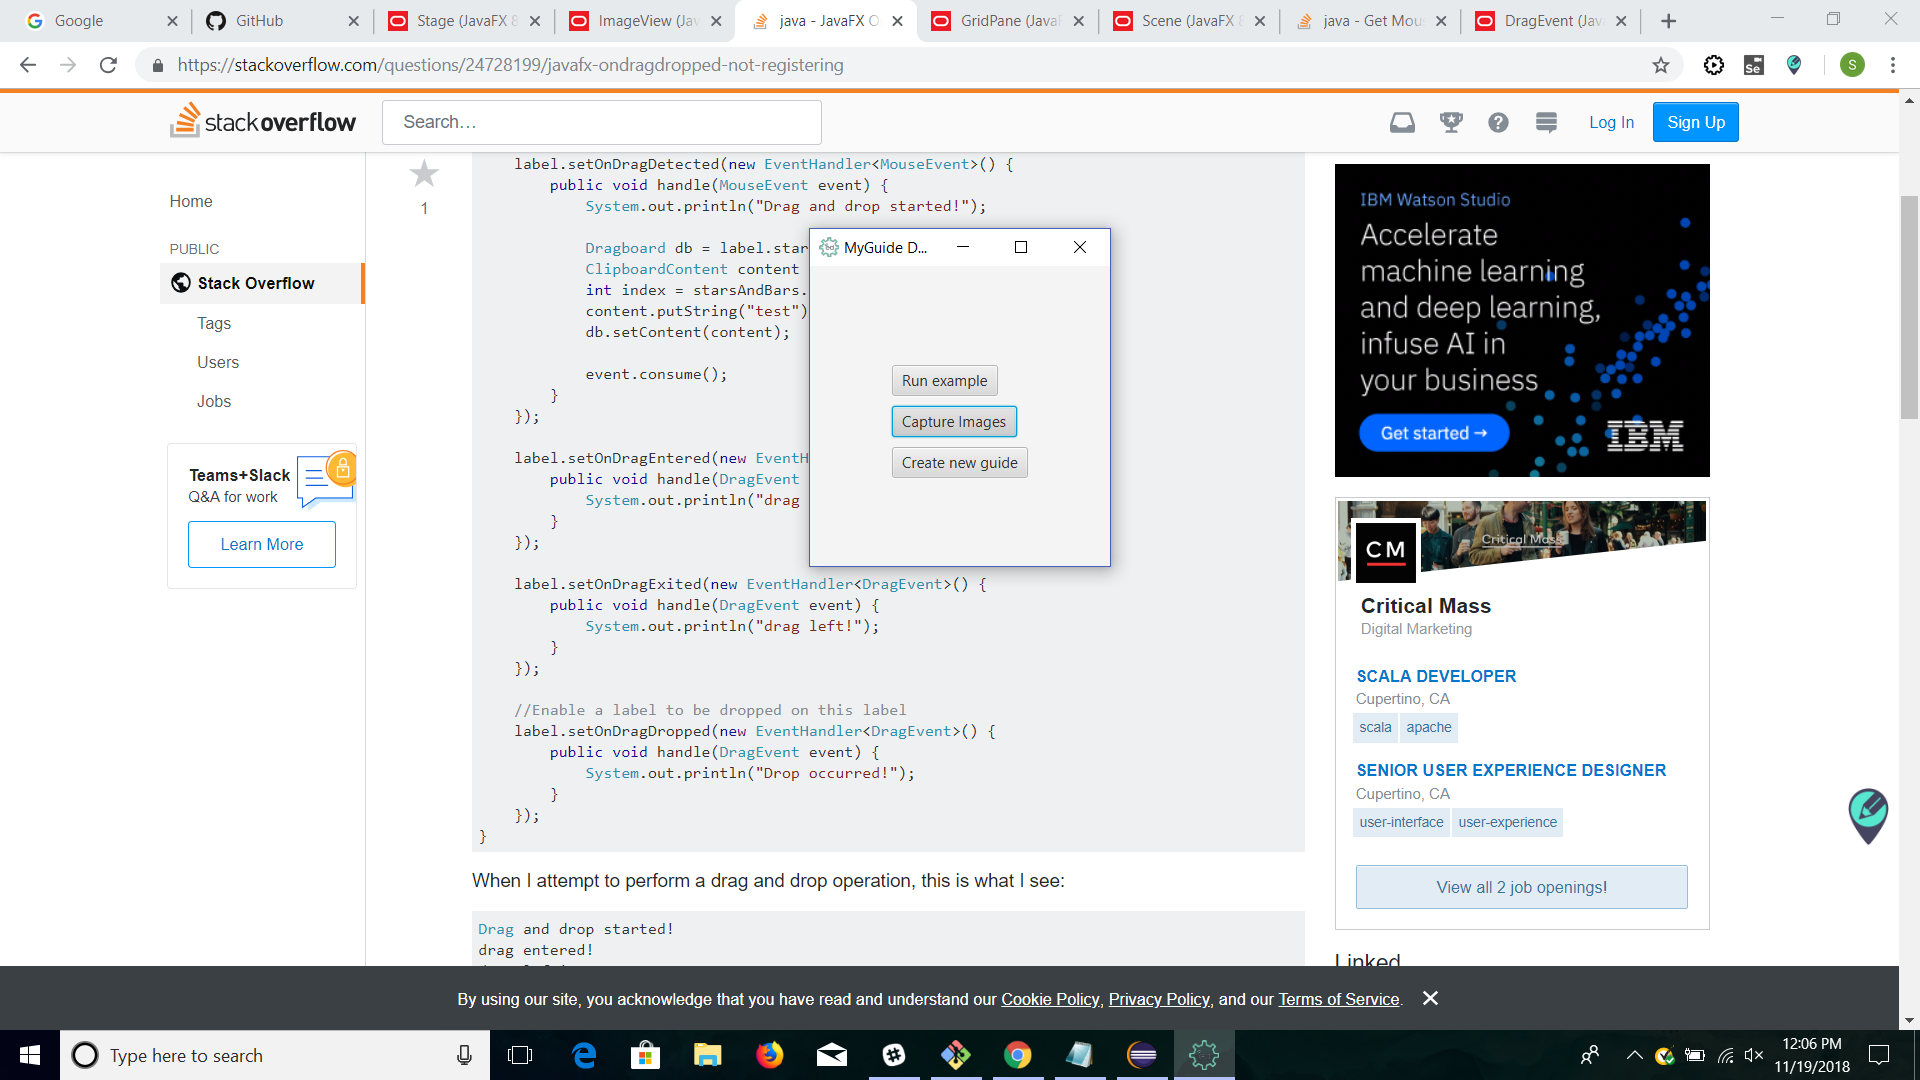 Google
GitHub
Stage (JavaFX 8
ImageView (Jav
java - JavaFX O
GridPane (JavaF
Scene (JavaFX 8
java - Get Mou
DragEvent (Java
https://stackoverflow.com/questions/24728199/javafx-ondragdropped-not-registering
Se
S
stackoverflow
Search…
Log In
Sign Up
Home
PUBLIC
Stack Overflow
Tags
Users
Jobs
Teams+Slack
Q&A for work
Learn More
1
label.setOnDragDetected(new EventHandler<MouseEvent>() {
public void handle(MouseEvent event) {
System.out.println("Drag and drop started!");
Dragboard db = label.star
ClipboardContent content
int index = starsAndBars.
content.putString("test")
db.setContent(content);
event.consume();
}
});
label.setOnDragEntered(new EventH
public void handle(DragEvent
System.out.println("drag
}
});
label.setOnDragExited(new EventHandler<DragEvent>() {
public void handle(DragEvent event) {
System.out.println("drag left!");
}
});
//Enable a label to be dropped on this label
label.setOnDragDropped(new EventHandler<DragEvent>() {
public void handle(DragEvent event) {
System.out.println("Drop occurred!");
}
});
}
When I attempt to perform a drag and drop operation, this is what I see:
Drag and drop started!
drag entered!
MyGuide D...
Run example
Capture Images
Create new guide
IBM Watson Studio
Accelerate
machine learning
and deep learning,
infuse AI in
your business
Get started →
IBM
Critical Mass
CM
Critical Mass
Digital Marketing
SCALA DEVELOPER
Cupertino, CA
scala apache
SENIOR USER EXPERIENCE DESIGNER
Cupertino, CA
user-interface user-experience
View all 2 job openings!
Linked
By using our site, you acknowledge that you have read and understand our Cookie Policy, Privacy Policy, and our Terms of Service.
Type here to search
12:06 PM
11/19/2018